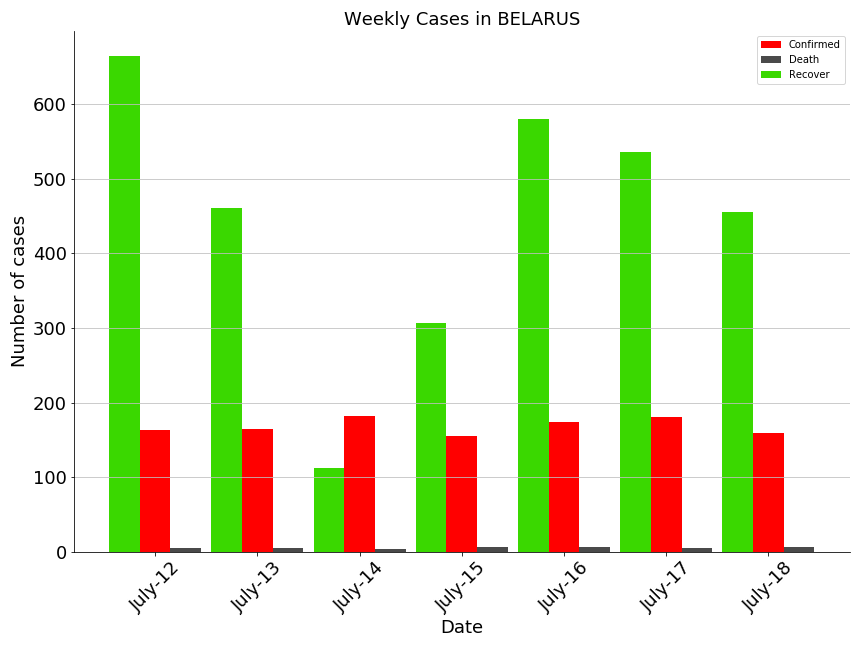 Weekly Cases in BELARUS
Confirmed
Death
Recover
Number of cases
600
500
400
300
200
100
0
July-12
July-13
July-14
July-15
July-16
July-17
July-18
Date